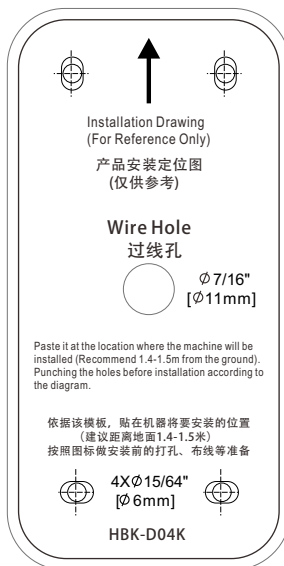 Installation Drawing
(For Reference Only)
产品安装定位图
(仅供参考)
Wire Hole
过线孔
∅7/16"
[∅11mm]
Paste it at the location where the machine will be
installed (Recommend 1.4-1.5m from the ground).
Punching the holes before installation according to
the diagram.
依据该模板，贴在机器将要安装的位置
（建议距离地面1.4-1.5米）
按照图标做安装前的打孔、布线等准备
4X∅15/64"
[∅6mm]
HBK-D04K